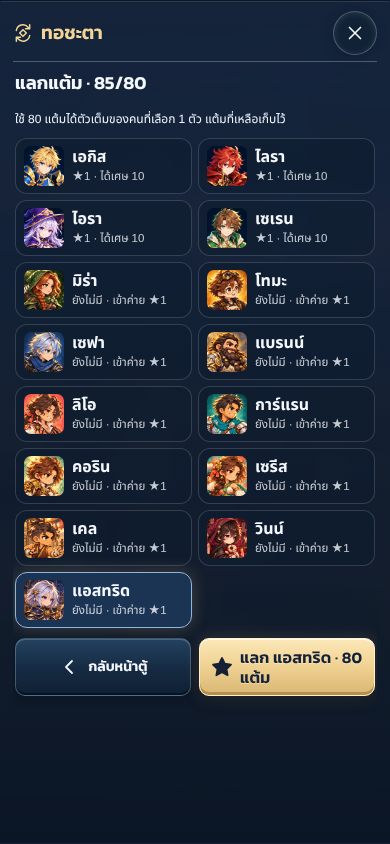 ทอชะตา
แลกแต้ม · 85/80
ใช้ 80 แต้มได้ตัวเต็มของคนที่เลือก 1 ตัว แต้มที่เหลือเก็บไว้
เอกิส
★1 · ได้เศษ 10
ไลรา
★1 · ได้เศษ 10
ไอรา
★1 · ได้เศษ 10
เซเรน
★1 · ได้เศษ 10
มิร่า
ยังไม่มี · เข้าค่าย ★1
โทมะ
ยังไม่มี · เข้าค่าย ★1
เซฟา
ยังไม่มี · เข้าค่าย ★1
แบรนน์
ยังไม่มี · เข้าค่าย ★1
ลิโอ
ยังไม่มี · เข้าค่าย ★1
การ์แรน
ยังไม่มี · เข้าค่าย ★1
คอริน
ยังไม่มี · เข้าค่าย ★1
เซรีส
ยังไม่มี · เข้าค่าย ★1
เคล
ยังไม่มี · เข้าค่าย ★1
วินน์
ยังไม่มี · เข้าค่าย ★1
แอสทริด
ยังไม่มี · เข้าค่าย ★1
กลับหน้าตู้
แลก แอสทริด · 80
แต้ม